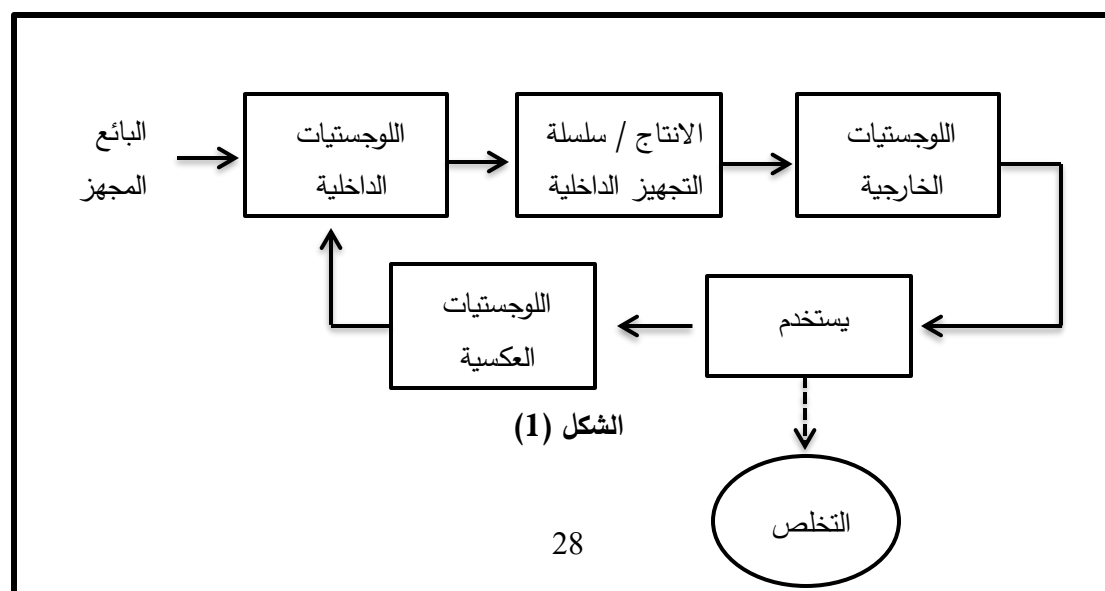 البائع
المجهز
اللوجستيات
الداخلية
الانتاج / سلسلة
التجهيز الداخلية
اللوجستيات
الخارجية
يستخدم
اللوجستيات
العكسية
الشكل (1)
التخلص
28